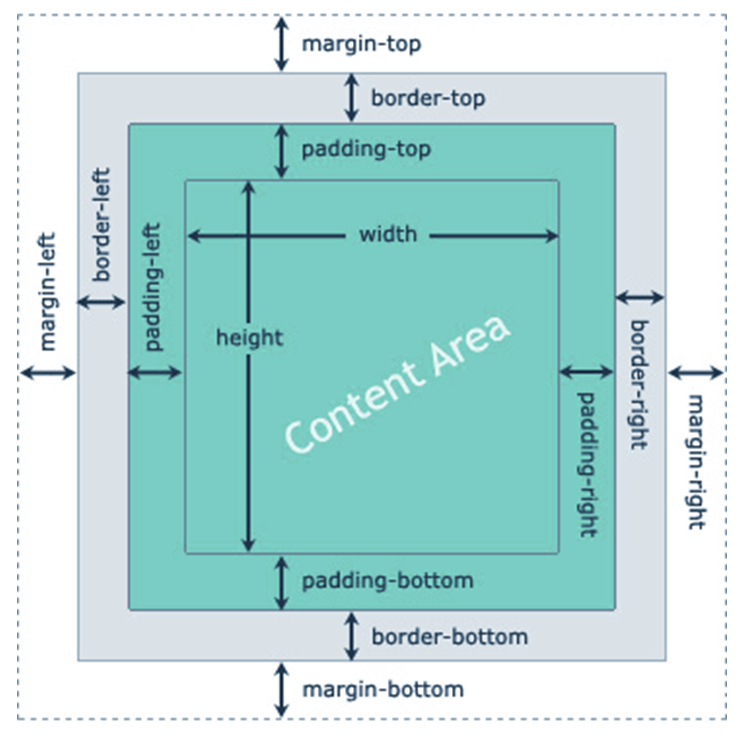 margin-top
border-top
padding-top
width
height
Content Area
margin-left
border-left
padding-left
padding-right
border-right
margin-right
padding-bottom
border-bottom
margin-bottom